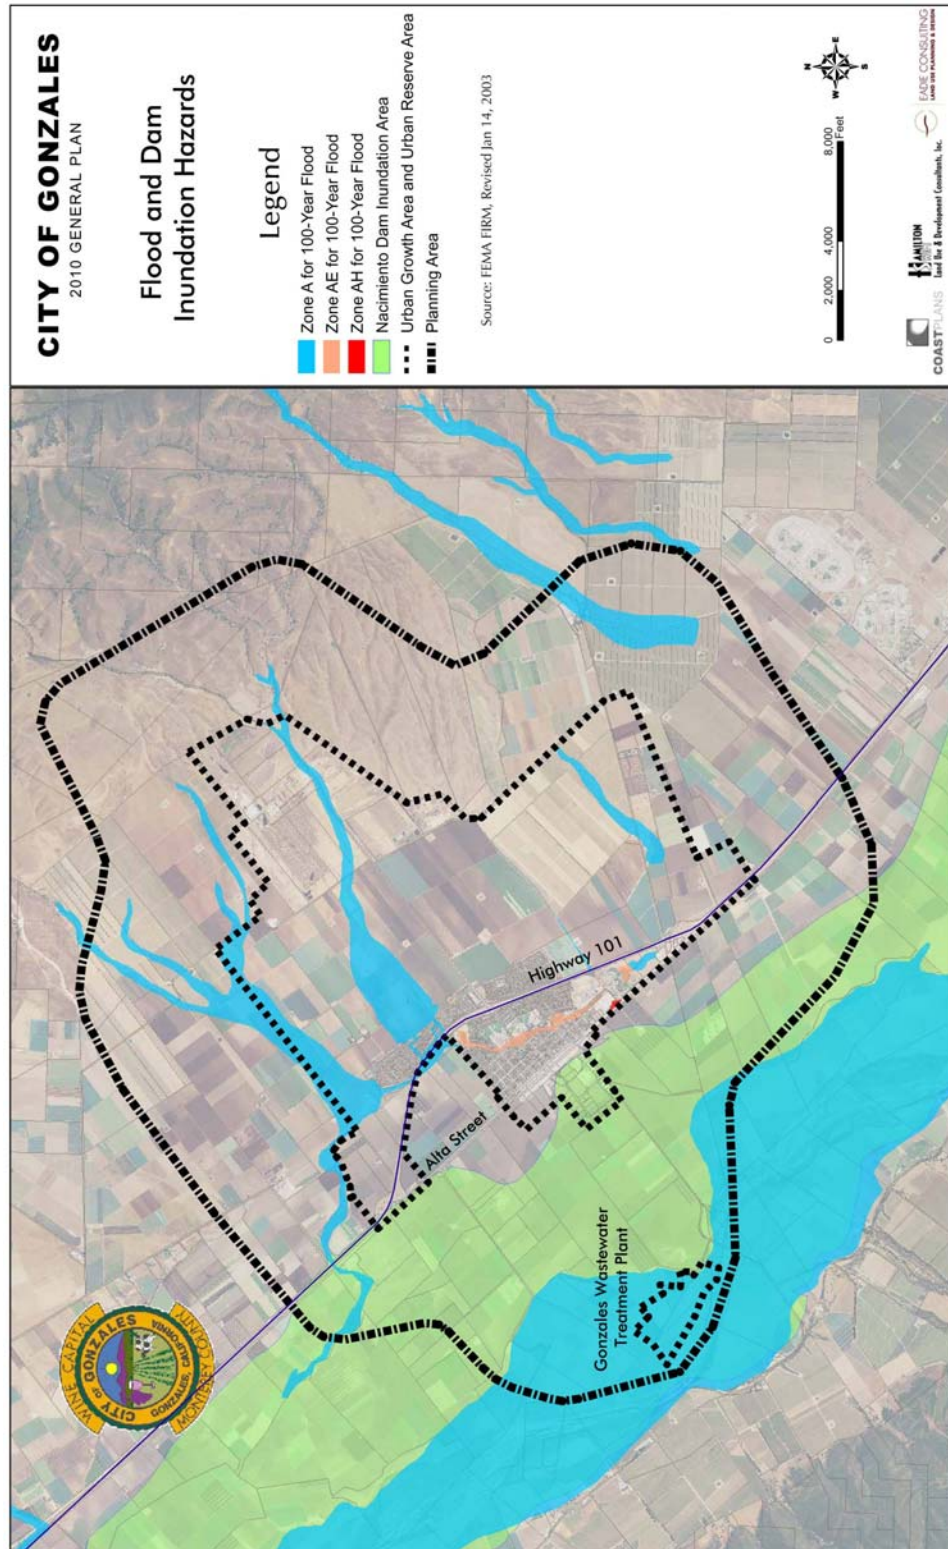 CITY OF GONZALES
2010 GENERAL PLAN
Flood and Dam
Inundation Hazards
Legend
Zone A for 100-Year Flood
Zone AE for 100-Year Flood
Zone AH for 100-Year Flood
Nacimiento Dam Inundation Area
Urban Growth Area and Urban Reserve Area
Planning Area
Source: FEMA FIRM, Revised Jan 14, 2003
0 2,000 4,000 8,000
Feet
N
W E
S
COASTPLANS
HAMILTON
SWIFT
Land Use & Development Consultants, Inc.
EADIE CONSULTING
LAND USE PLANNING & DESIGN
WINE CAPITAL
CITY OF GONZALES
GONZALES, CALIFORNIA
MONTEREY COUNTY
Highway 101
Alta Street
Gonzales Wastewater
Treatment Plant